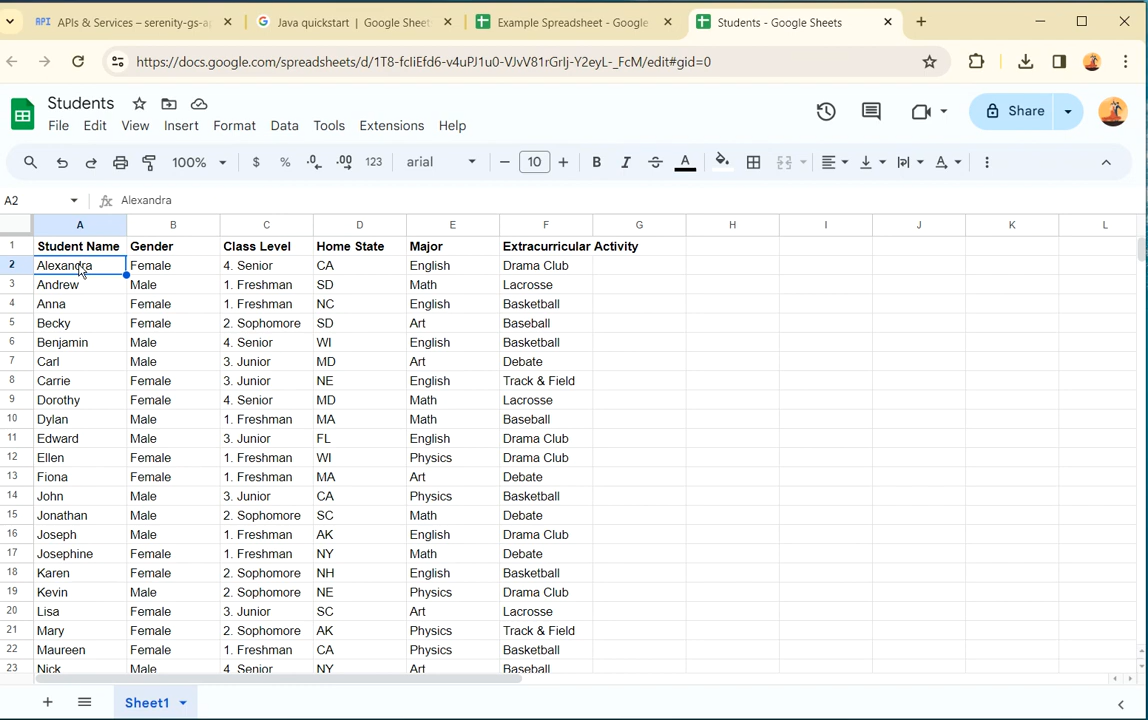 API APIs & Services – serenity-gs-ap Java quickstart | Google Sheet Example Spreadsheet - Google Students - Google Sheets
https://docs.google.com/spreadsheets/d/1T8-fcliEfd6-v4uPJ1u0-VJvV81rGrIj-Y2eyL-_FcM/edit#gid=0
Students
File Edit View Insert Format Data Tools Extensions Help
Share
100% $ % .0 .00 123 arial 10 B I S A A
A2 fx Alexandra
A B C D E F G H I J K L
1 Student Name Gender Class Level Home State Major Extracurricular Activity
2 Alexandra Female 4. Senior CA English Drama Club
3 Andrew Male 1. Freshman SD Math Lacrosse
4 Anna Female 1. Freshman NC English Basketball
5 Becky Female 2. Sophomore SD Art Baseball
6 Benjamin Male 4. Senior WI English Basketball
7 Carl Male 3. Junior MD Art Debate
8 Carrie Female 3. Junior NE English Track & Field
9 Dorothy Female 4. Senior MD Math Lacrosse
10 Dylan Male 1. Freshman MA Math Baseball
11 Edward Male 3. Junior FL English Drama Club
12 Ellen Female 1. Freshman WI Physics Drama Club
13 Fiona Female 1. Freshman MA Art Debate
14 John Male 3. Junior CA Physics Basketball
15 Jonathan Male 2. Sophomore SC Math Debate
16 Joseph Male 1. Freshman AK English Drama Club
17 Josephine Female 1. Freshman NY Math Debate
18 Karen Female 2. Sophomore NH English Basketball
19 Kevin Male 2. Sophomore NE Physics Drama Club
20 Lisa Female 3. Junior SC Art Lacrosse
21 Mary Female 2. Sophomore AK Physics Track & Field
22 Maureen Female 1. Freshman CA Physics Basketball
23 Nick Male 4. Senior NY Art Baseball
Sheet1